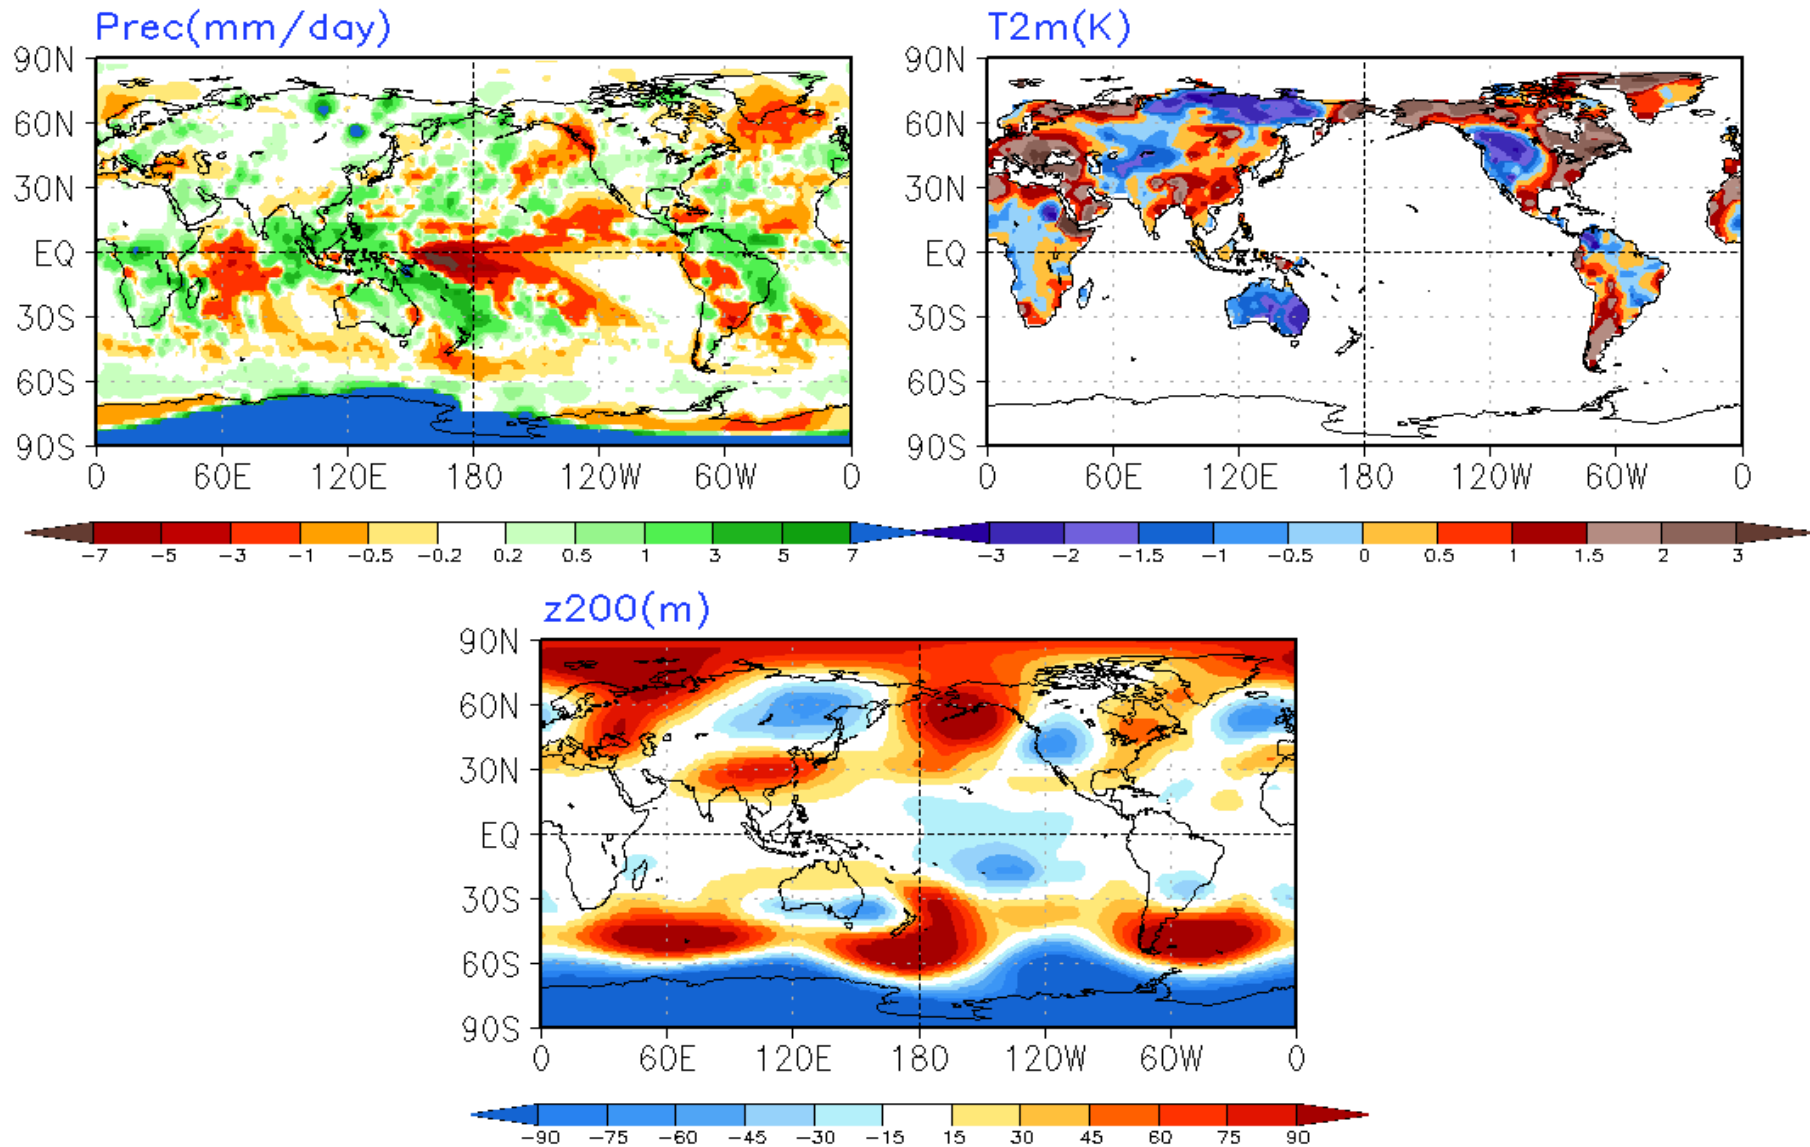 Prec(mm/day)
90N
60N
30N
EQ
30S
60S
90S
0 60E 120E 180 120W 60W 0
-7 -5 -3 -1 -0.5 -0.2 0.2 0.5 1 3 5 7
T2m(K)
90N
60N
30N
EQ
30S
60S
90S
0 60E 120E 180 120W 60W 0
-3 -2 -1.5 -1 -0.5 0 0.5 1 1.5 2 3
z200(m)
90N
60N
30N
EQ
30S
60S
90S
0 60E 120E 180 120W 60W 0
-90 -75 -60 -45 -30 -15 15 30 45 60 75 90